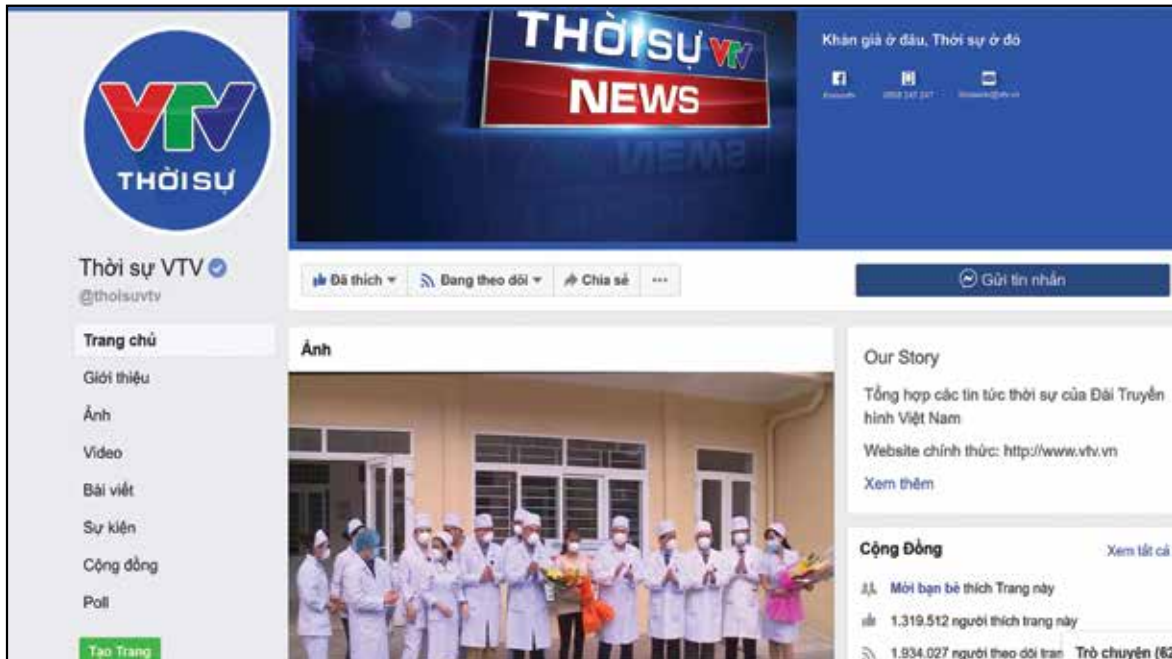 VTV
THỜI SỰ
THỜI SỰ VTV
NEWS
Khán giả ở đâu, Thời sự ở đó
Thời sự VTV
@thoisuvtv
Đã thích
Đang theo dõi
Chia sẻ
Gửi tin nhắn
Trang chủ
Giới thiệu
Ảnh
Video
Bài viết
Sự kiện
Cộng đồng
Poll
Tạo Trang
Ảnh
Our Story
Tổng hợp các tin tức thời sự của Đài Truyền
hình Việt Nam
Website chính thức: http://www.vtv.vn
Xem thêm
Cộng Đồng
Xem tất cả
Mời bạn bè thích Trang này
1.319.512 người thích trang này
1.934.027 người theo dõi tran
Trò chuyện (62